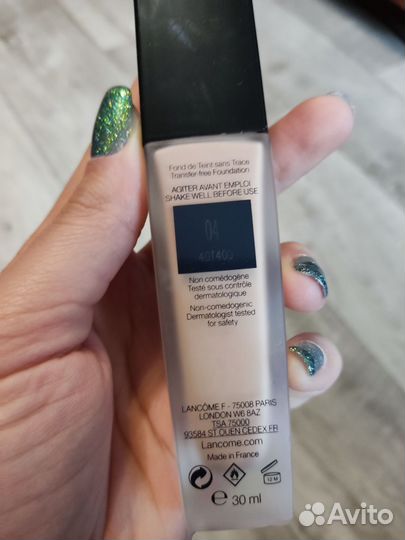 Fond de Teint sans Trace
Transfer-free Foundation
AGITER AVANT EMPLOI
SHAKE WELL BEFORE USE
04
40T400
Non comédogène
Testé sous contrôle
dermatologique
Non-comedogenic
Dermatologist tested
for safety
LANCÔME F - 75008 PARIS
LONDON W6 8AZ
TSA 75000
93584 ST OUEN CEDEX FR
Lancome.com
Made in France
12 M
e 30 ml
Avito